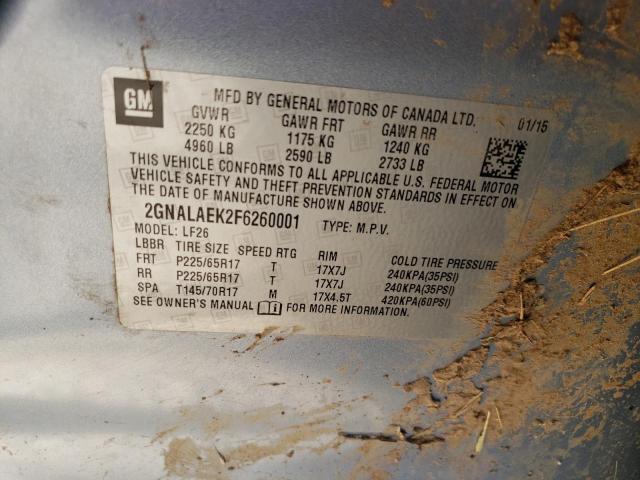 GM
MFD BY GENERAL MOTORS OF CANADA LTD. 01/15
GVWR GAWR FRT GAWR RR
2250 KG 1175 KG 1240 KG
4960 LB 2590 LB 2733 LB
THIS VEHICLE CONFORMS TO ALL APPLICABLE U.S. FEDERAL MOTOR
VEHICLE SAFETY AND THEFT PREVENTION STANDARDS IN EFFECT ON
THE DATE OF MANUFACTURE SHOWN ABOVE.
2GNALAEK2F6260001 TYPE: M.P.V.
MODEL: LF26
LBBR TIRE SIZE SPEED RTG RIM COLD TIRE PRESSURE
FRT P225/65R17 T 17X7J 240KPA(35PSI)
RR P225/65R17 T 17X7J 240KPA(35PSI)
SPA T145/70R17 M 17X4.5T 420KPA(60PSI)
SEE OWNER'S MANUAL FOR MORE INFORMATION.